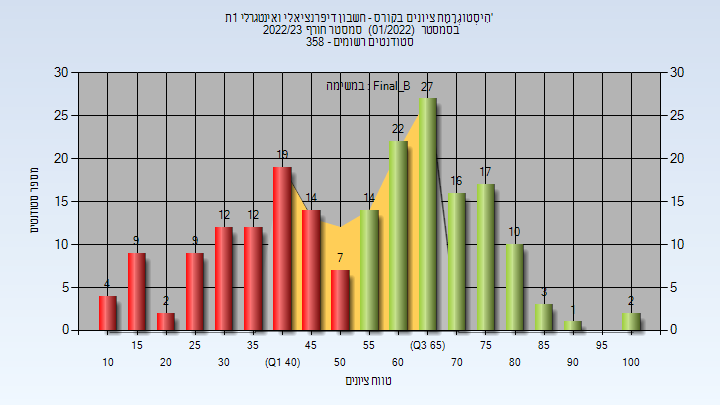 הִיסְטוֹגְרָמַת ציונים בקורס - חשבון דיפרנציאלי ואינטגרלי 1ת'
בסמסטר (01/2022) סמסטר חורף 2022/23
סטודנטים רשומים - 358
במשימה : Final_B
30 30
25 25
20 20
15 15
10 10
5 5
0 0
מספר סטודנטים
4 9 2 9 12 12 19 14 7 14 22 27 16 17 10 3 1 2
15 25 35 45 55 (Q3 65) 75 85 95
10 20 30 (Q1 40) 50 60 70 80 90 100
טווח ציונים